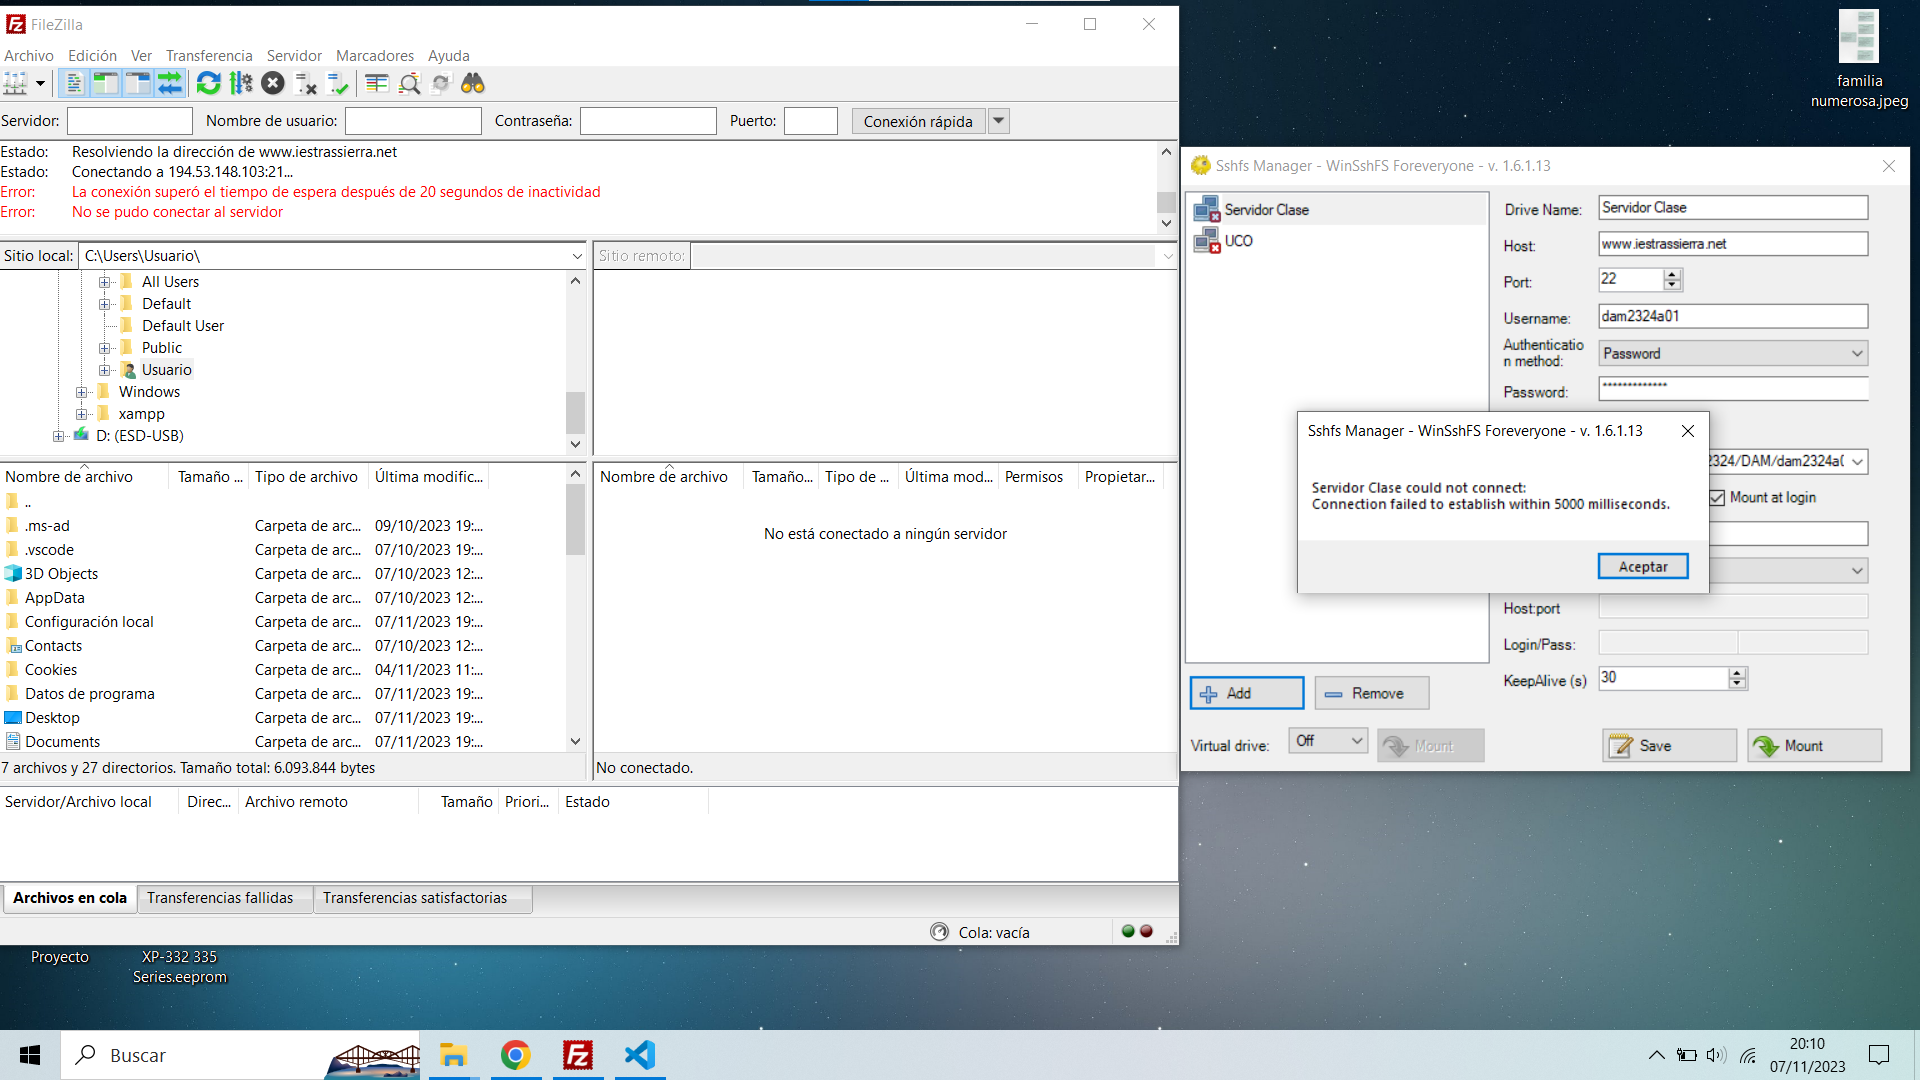 FileZilla
Archivo Edición Ver Transferencia Servidor Marcadores Ayuda
Servidor: Nombre de usuario: Contraseña: Puerto: Conexión rápida
Estado: Resolviendo la dirección de www.iestrassierra.net
Estado: Conectando a 194.53.148.103:21...
Error: La conexión superó el tiempo de espera después de 20 segundos de inactividad
Error: No se pudo conectar al servidor
Sitio local: C:\Users\Usuario\
Sitio remoto:
All Users
Default
Default User
Public
Usuario
Windows
xampp
D: (ESD-USB)
Nombre de archivo Tamaño ... Tipo de archivo Última modific...
..
.ms-ad Carpeta de arc... 09/10/2023 19:...
.vscode Carpeta de arc... 07/10/2023 19:...
3D Objects Carpeta de arc... 07/10/2023 12:...
AppData Carpeta de arc... 07/10/2023 12:...
Configuración local Carpeta de arc... 07/11/2023 19:...
Contacts Carpeta de arc... 07/10/2023 12:...
Cookies Carpeta de arc... 04/11/2023 11:...
Datos de programa Carpeta de arc... 07/11/2023 19:...
Desktop Carpeta de arc... 07/11/2023 19:...
Documents Carpeta de arc... 07/11/2023 19:...
7 archivos y 27 directorios. Tamaño total: 6.093.844 bytes
Nombre de archivo Tamaño... Tipo de ... Última mod... Permisos Propietar...
No está conectado a ningún servidor
No conectado.
Servidor/Archivo local Direc... Archivo remoto Tamaño Priori... Estado
Archivos en cola Transferencias fallidas Transferencias satisfactorias
Cola: vacía
familia
numerosa.jpeg
Sshfs Manager - WinSshFS Foreveryone - v. 1.6.1.13
Servidor Clase
UCO
Drive Name: Servidor Clase
Host: www.iestrassierra.net
Port: 22
Username: dam2324a01
Authenticatio
n method: Password
Password: *************
2324/DAM/dam2324a0
Mount at login
Sshfs Manager - WinSshFS Foreveryone - v. 1.6.1.13
Servidor Clase could not connect:
Connection failed to establish within 5000 milliseconds.
Aceptar
Host:port
Login/Pass:
KeepAlive (s) 30
Add Remove
Virtual drive: Off Mount Save Mount
Proyecto
XP-332 335
Series.eeprom
Buscar
20:10
07/11/2023